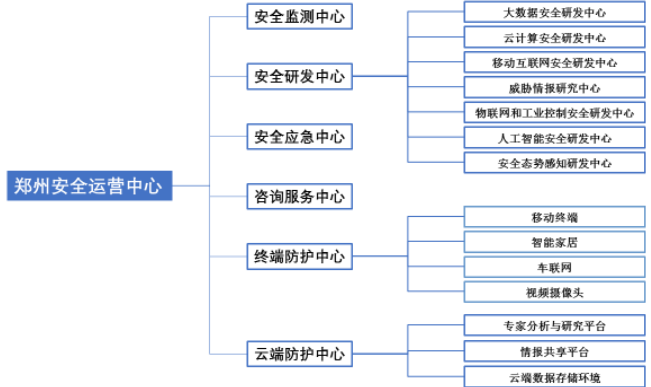 郑州安全运营中心
安全监测中心
安全研发中心
大数据安全研发中心
云计算安全研发中心
移动互联网安全研发中心
威胁情报研究中心
物联网和工业控制安全研发中心
人工智能安全研发中心
安全态势感知研发中心
安全应急中心
咨询服务中心
终端防护中心
移动终端
智能家居
车联网
视频摄像头
云端防护中心
专家分析与研究平台
情报共享平台
云端数据存储环境